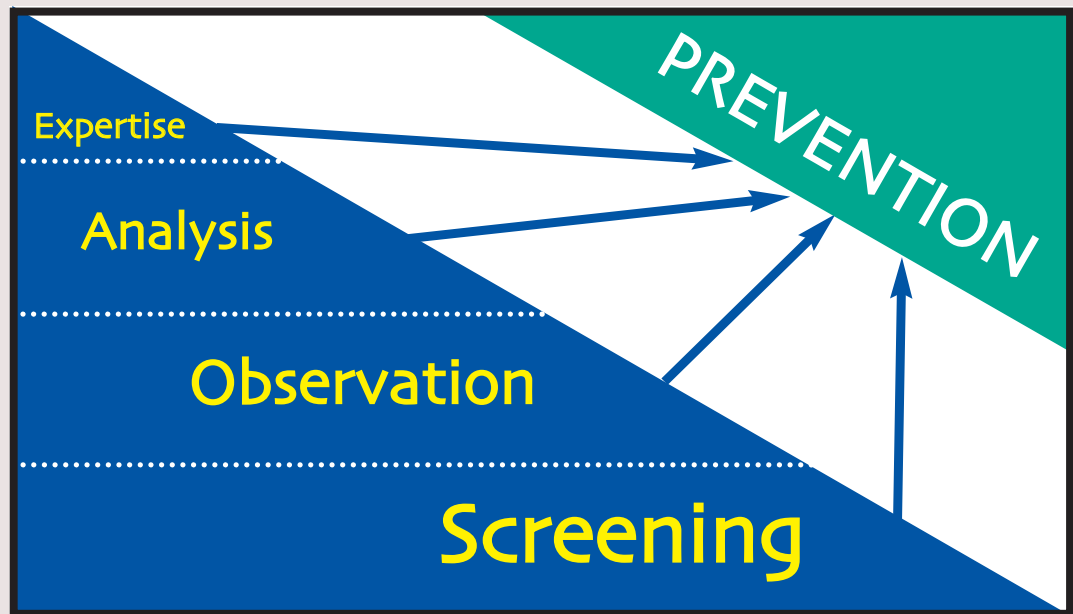 PREVENTION
Expertise
Analysis
Observation
Screening